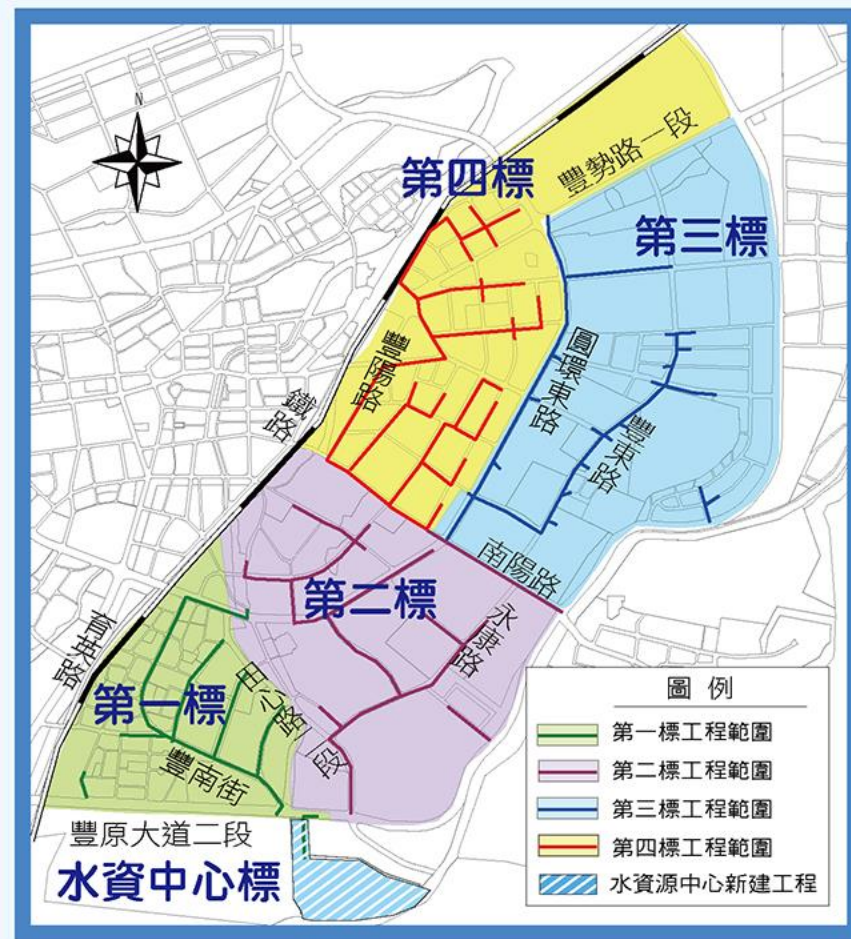 N
第四標
豐勢路一段
第三標
豐陽路
圓環東路
鐵路
豐東路
南陽路
第二標
永康路
育英路
田心路一段
第一標
豐南街
豐原大道二段
水資中心標
圖 例
第一標工程範圍
第二標工程範圍
第三標工程範圍
第四標工程範圍
水資源中心新建工程